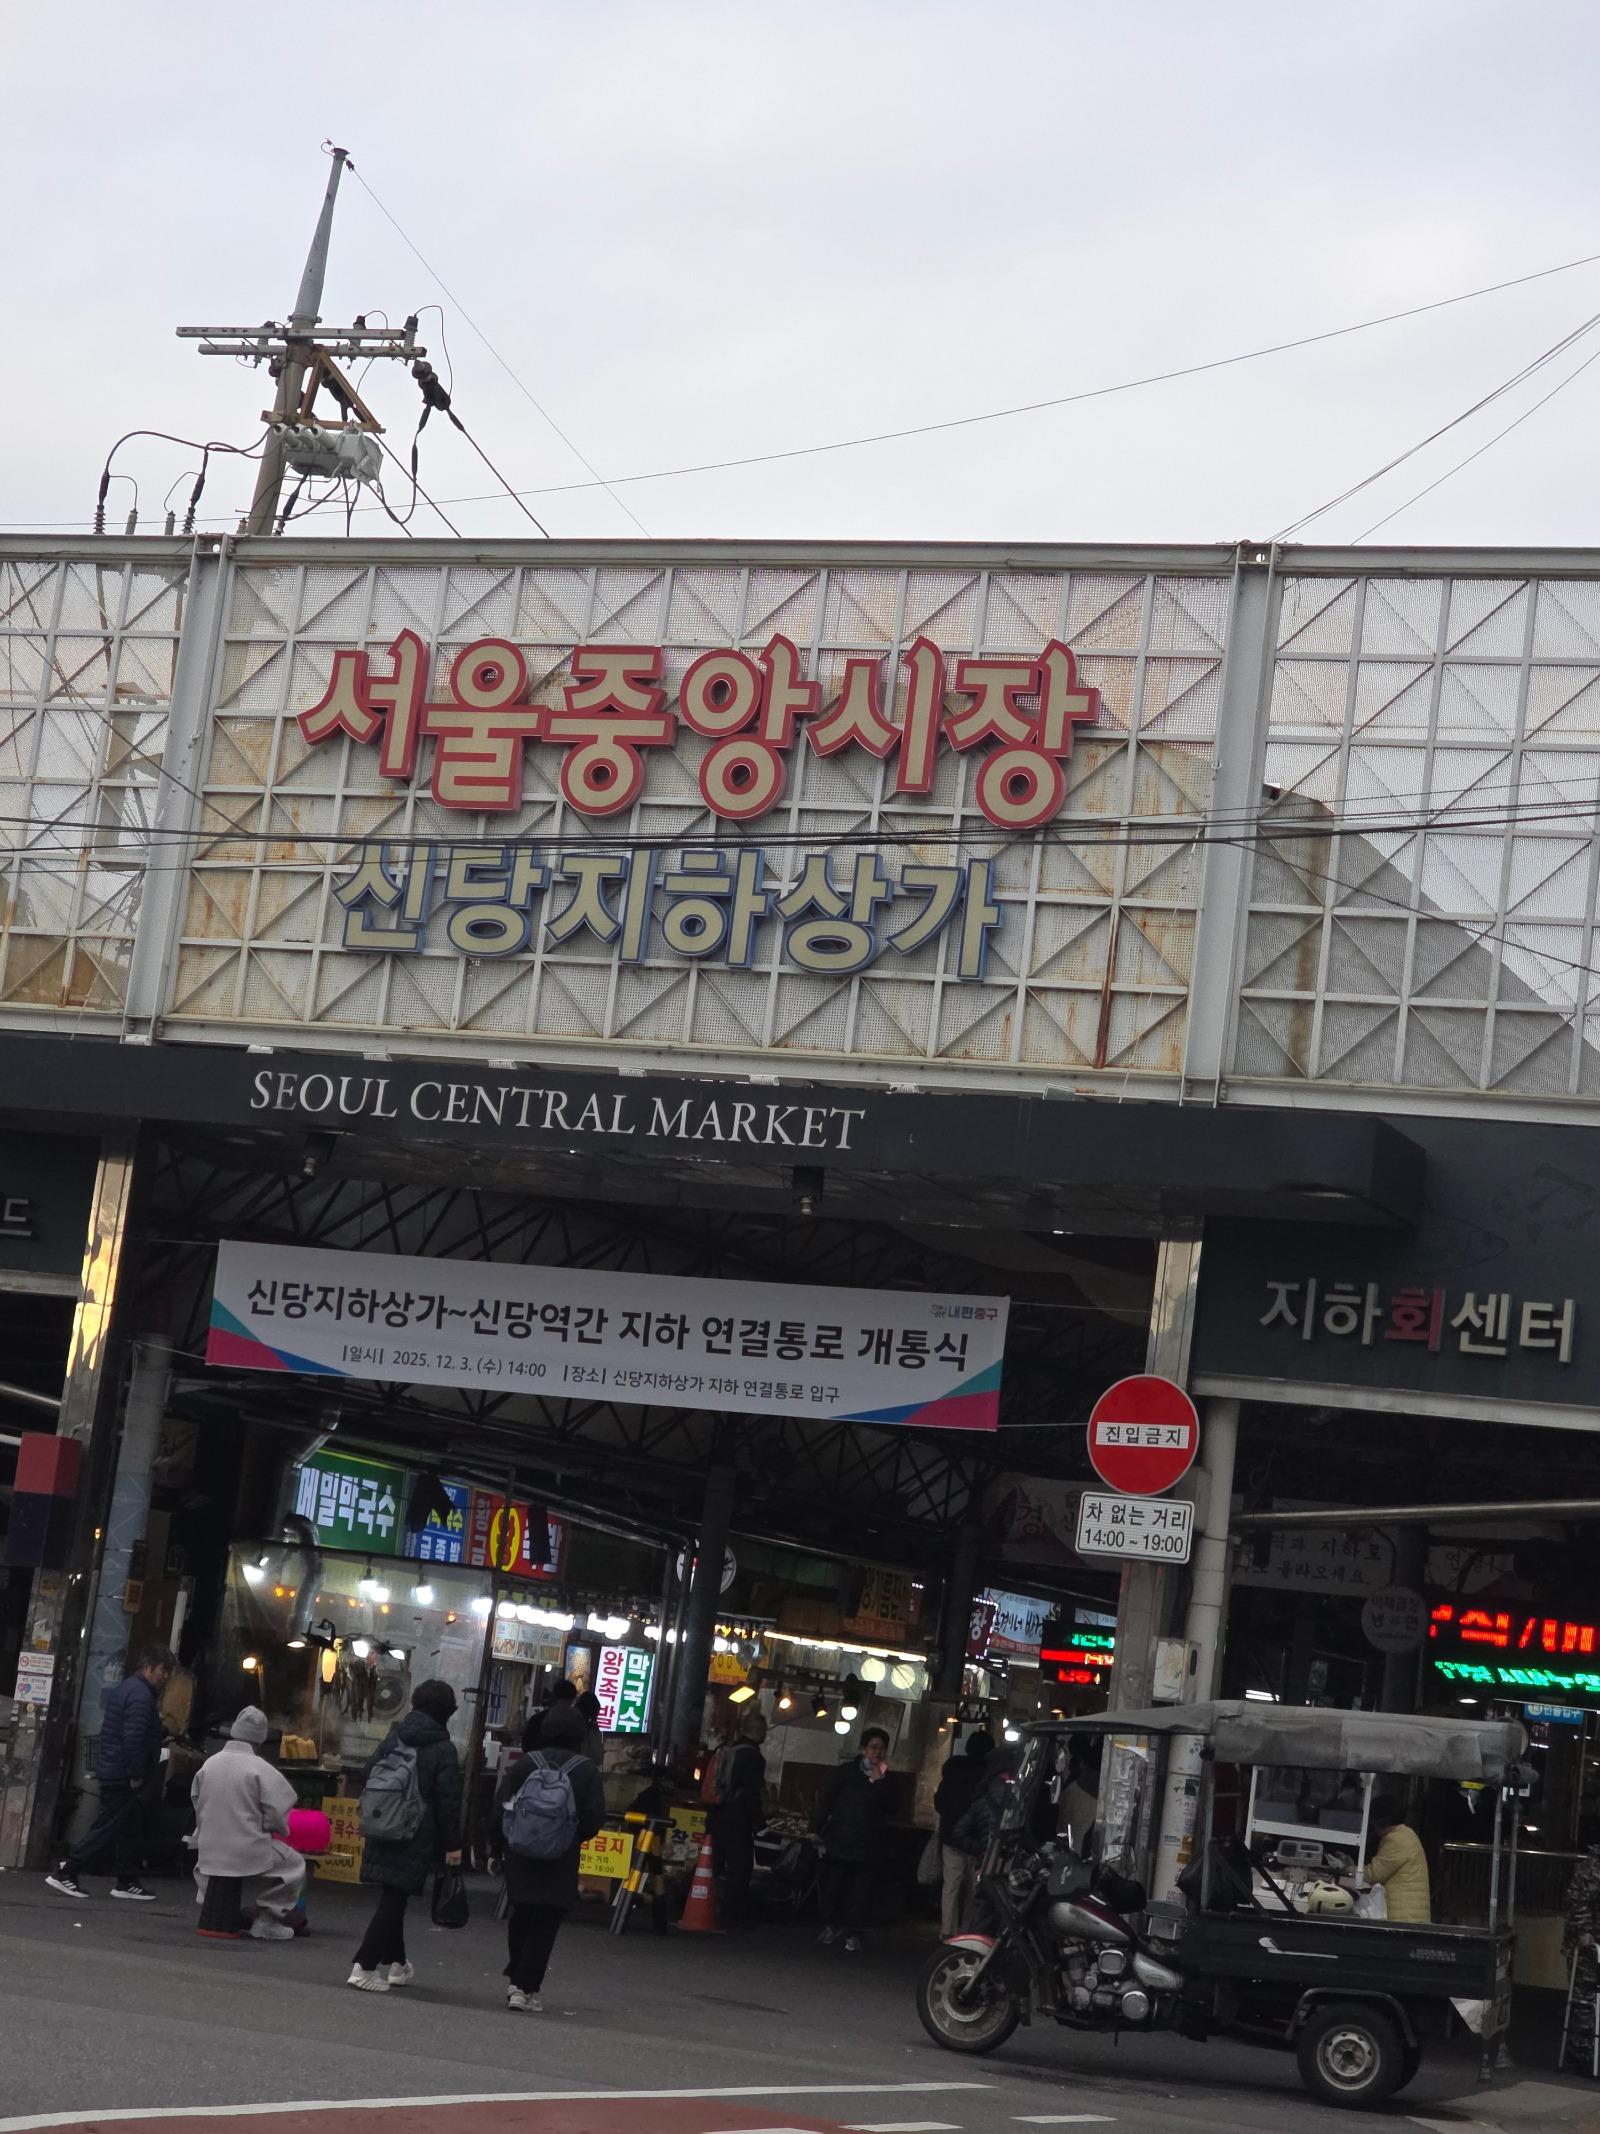 서울중앙시장
신당지하상가
SEOUL CENTRAL MARKET
드
신당지하상가~신당역간 지하 연결통로 개통식
내편중구
|일시| 2025. 12. 3. (수) 14:00 |장소| 신당지하상가 지하 연결통로 입구
지하회센터
진입금지
차 없는 거리
14:00 ~ 19:00
메밀막국수
왕족발
막국수